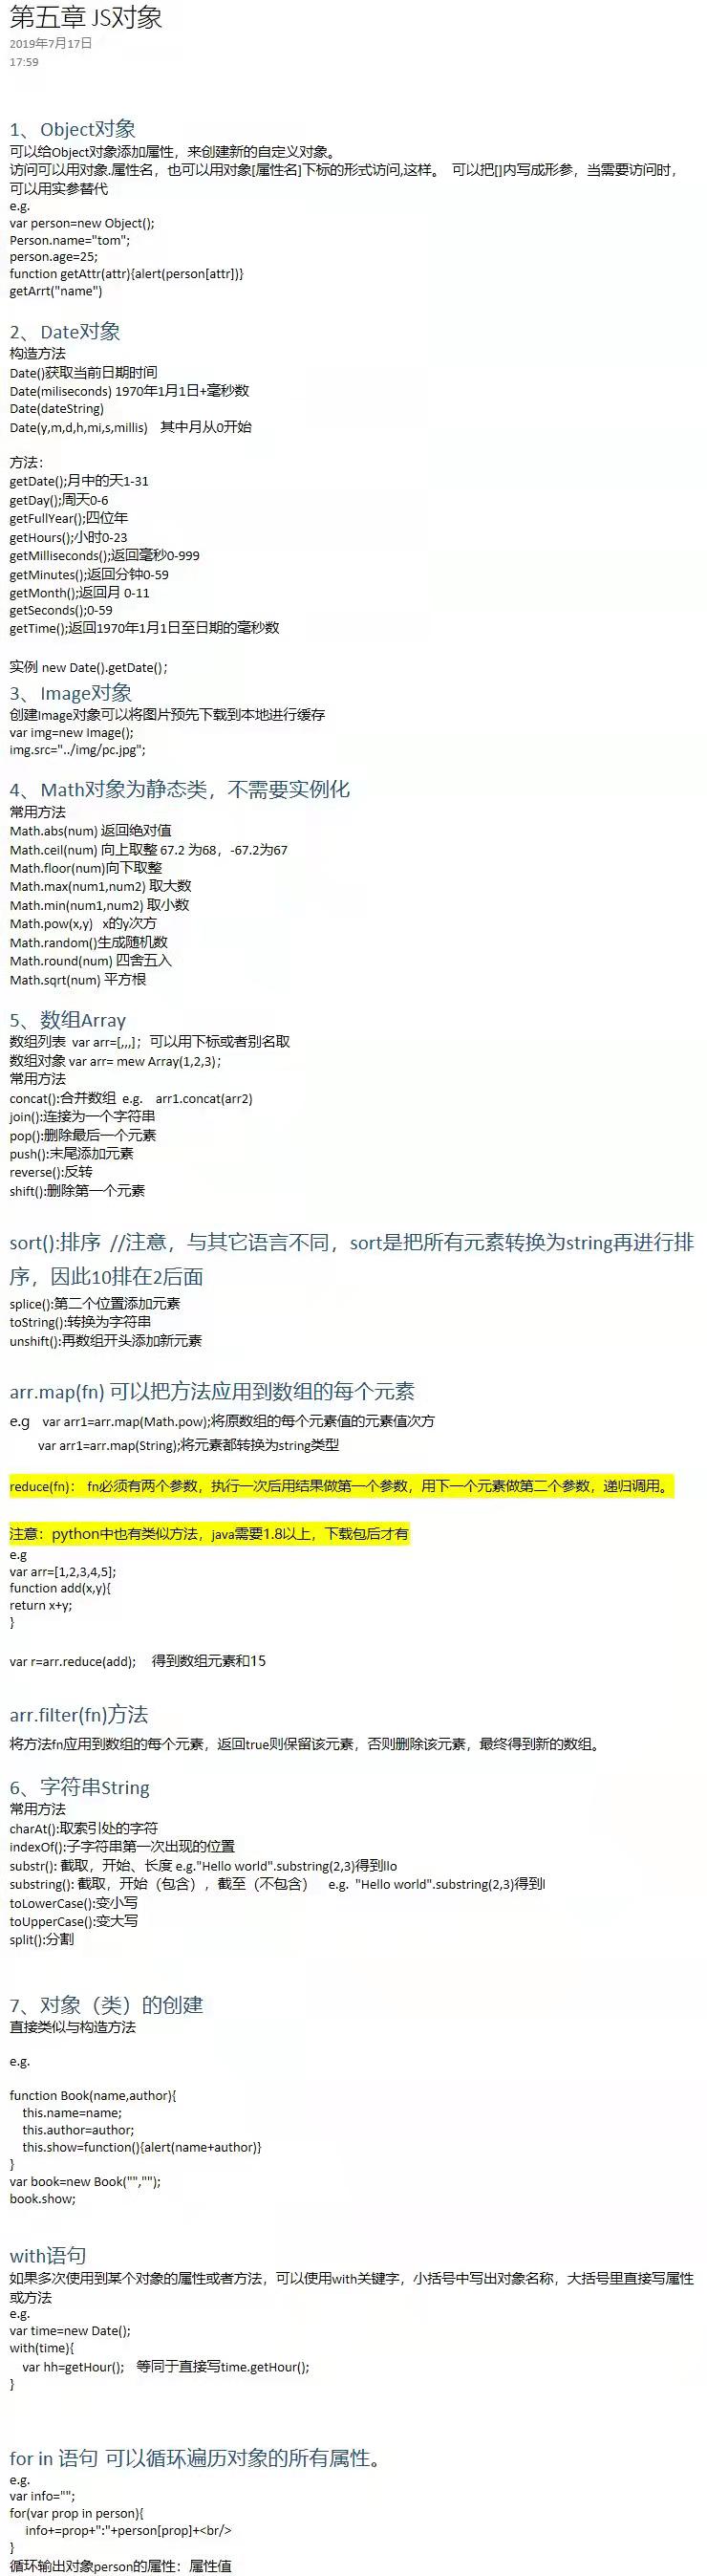 第五章 JS对象
2019年7月17日
17:59
1、Object对象
可以给Object对象添加属性，来创建新的自定义对象。
访问可以用对象.属性名，也可以用对象[属性名]下标的形式访问,这样。 可以把[]内写成形参，当需要访问时，
可以用实参替代
e.g.
var person=new Object();
Person.name="tom";
person.age=25;
function getAttr(attr){alert(person[attr])}
getArrt("name")
2、Date对象
构造方法
Date()获取当前日期时间
Date(miliseconds) 1970年1月1日+毫秒数
Date(dateString)
Date(y,m,d,h,mi,s,millis) 其中月从0开始
方法：
getDate();月中的天1-31
getDay();周天0-6
getFullYear();四位年
getHours();小时0-23
getMilliseconds();返回毫秒0-999
getMinutes();返回分钟0-59
getMonth();返回月 0-11
getSeconds();0-59
getTime();返回1970年1月1日至日期的毫秒数
实例 new Date().getDate()；
3、Image对象
创建Image对象可以将图片预先下载到本地进行缓存
var img=new Image();
img.src="../img/pc.jpg";
4、Math对象为静态类，不需要实例化
常用方法
Math.abs(num) 返回绝对值
Math.ceil(num) 向上取整 67.2 为68，-67.2为67
Math.floor(num)向下取整
Math.max(num1,num2) 取大数
Math.min(num1,num2) 取小数
Math.pow(x,y) x的y次方
Math.random()生成随机数
Math.round(num) 四舍五入
Math.sqrt(num) 平方根
5、数组Array
数组列表 var arr=[,,,]；可以用下标或者别名取
数组对象 var arr= mew Array(1,2,3)；
常用方法
concat():合并数组 e.g. arr1.concat(arr2)
join():连接为一个字符串
pop():删除最后一个元素
push():末尾添加元素
reverse():反转
shift():删除第一个元素
sort():排序 //注意，与其它语言不同，sort是把所有元素转换为string再进行排
序，因此10排在2后面
splice():第二个位置添加元素
toString():转换为字符串
unshift():再数组开头添加新元素
arr.map(fn) 可以把方法应用到数组的每个元素
e.g var arr1=arr.map(Math.pow);将原数组的每个元素值的元素值次方
var arr1=arr.map(String);将元素都转换为string类型
reduce(fn)： fn必须有两个参数，执行一次后用结果做第一个参数，用下一个元素做第二个参数，递归调用。
注意：python中也有类似方法，java需要1.8以上，下载包后才有
e.g
var arr=[1,2,3,4,5];
function add(x,y){
return x+y;
}
var r=arr.reduce(add); 得到数组元素和15
arr.filter(fn)方法
将方法fn应用到数组的每个元素，返回true则保留该元素，否则删除该元素，最终得到新的数组。
6、字符串String
常用方法
charAt():取索引处的字符
indexOf():子字符串第一次出现的位置
substr(): 截取，开始、长度 e.g."Hello world".substring(2,3)得到llo
substring(): 截取，开始（包含）, 截至（不包含） e.g. "Hello world".substring(2,3)得到l
toLowerCase():变小写
toUpperCase():变大写
split():分割
7、对象（类）的创建
直接类似与构造方法
e.g.
function Book(name,author){
this.name=name;
this.author=author;
this.show=function(){alert(name+author)}
}
var book=new Book("","");
book.show;
with语句
如果多次使用到某个对象的属性或者方法，可以使用with关键字，小括号中写出对象名称，大括号里直接写属性
或方法
e.g.
var time=new Date();
with(time){
var hh=getHour(); 等同于直接写time.getHour();
}
for in 语句 可以循环遍历对象的所有属性。
e.g.
var info="";
for(var prop in person){
info+=prop+":"+person[prop]+<br/>
}
循环输出对象person的属性：属性值